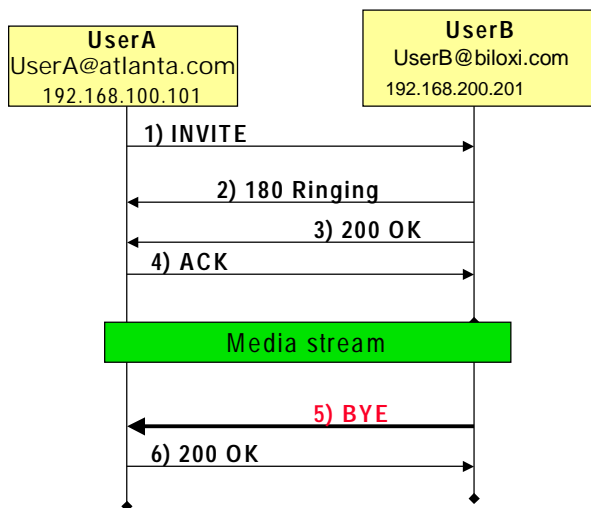 UserA
UserA@atlanta.com
192.168.100.101
UserB
UserB@biloxi.com
192.168.200.201
1) INVITE
2) 180 Ringing
3) 200 OK
4) ACK
Media stream
5) BYE
6) 200 OK